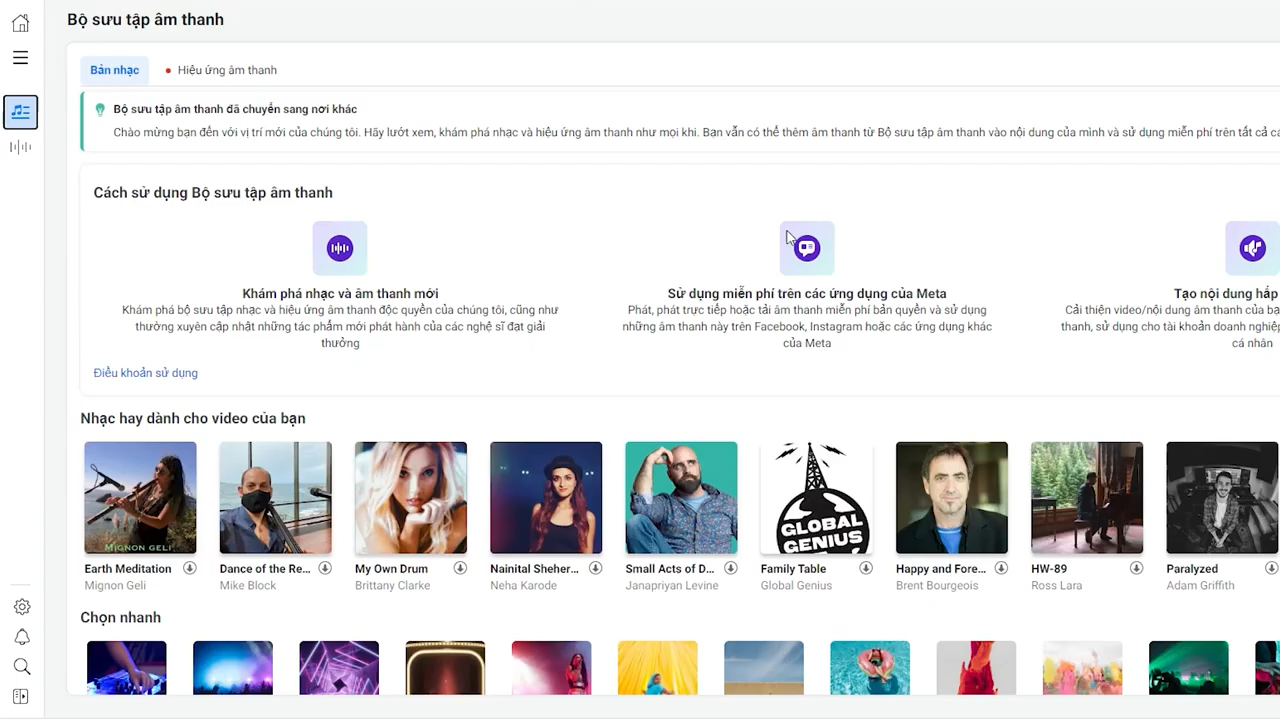 Bộ sưu tập âm thanh
Bản nhạc
Hiệu ứng âm thanh
Bộ sưu tập âm thanh đã chuyển sang nơi khác
Chào mừng bạn đến với vị trí mới của chúng tôi. Hãy lướt xem, khám phá nhạc và hiệu ứng âm thanh như mọi khi. Bạn vẫn có thể thêm âm thanh từ Bộ sưu tập âm thanh vào nội dung của mình và sử dụng miễn phí trên tất cả
Cách sử dụng Bộ sưu tập âm thanh
Khám phá nhạc và âm thanh mới
Khám phá bộ sưu tập nhạc và hiệu ứng âm thanh độc quyền của chúng tôi, cũng như
thường xuyên cập nhật những tác phẩm mới phát hành của các nghệ sĩ đạt giải
thưởng
Sử dụng miễn phí trên các ứng dụng của Meta
Phát, phát trực tiếp hoặc tải âm thanh miễn phí bản quyền và sử dụng
những âm thanh này trên Facebook, Instagram hoặc các ứng dụng khác
của Meta
Tạo nội dung hấp
Cải thiện video/nội dung âm thanh của
thanh, sử dụng cho tài khoản doanh
cá nhân
Điều khoản sử dụng
Nhạc hay dành cho video của bạn
MIGNON GELI
GLOBAL
GENIUS
Earth Meditation
Mignon Geli
Dance of the Re...
Mike Block
My Own Drum
Brittany Clarke
Nainital Sheher...
Neha Karode
Small Acts of D...
Janapriyan Levine
Family Table
Global Genius
Happy and Fore...
Brent Bourgeois
HW-89
Ross Lara
Paralyzed
Adam Griffith
Chọn nhanh